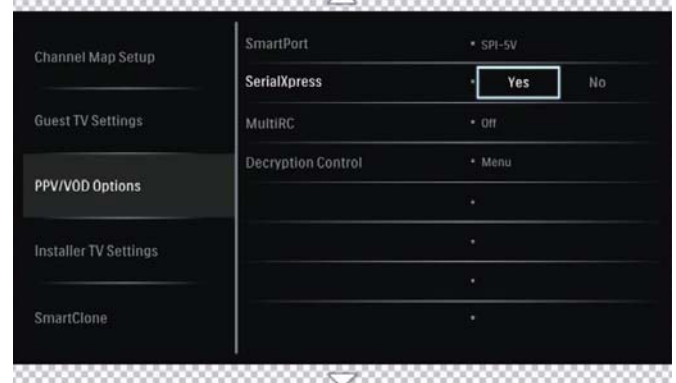 Channel Map Setup
Guest TV Settings
PPV/VOD Options
Installer TV Settings
SmartClone
SmartPort • SPI-5V
SerialXpress • Yes No
MultiRC • Off
Decryption Control • Menu